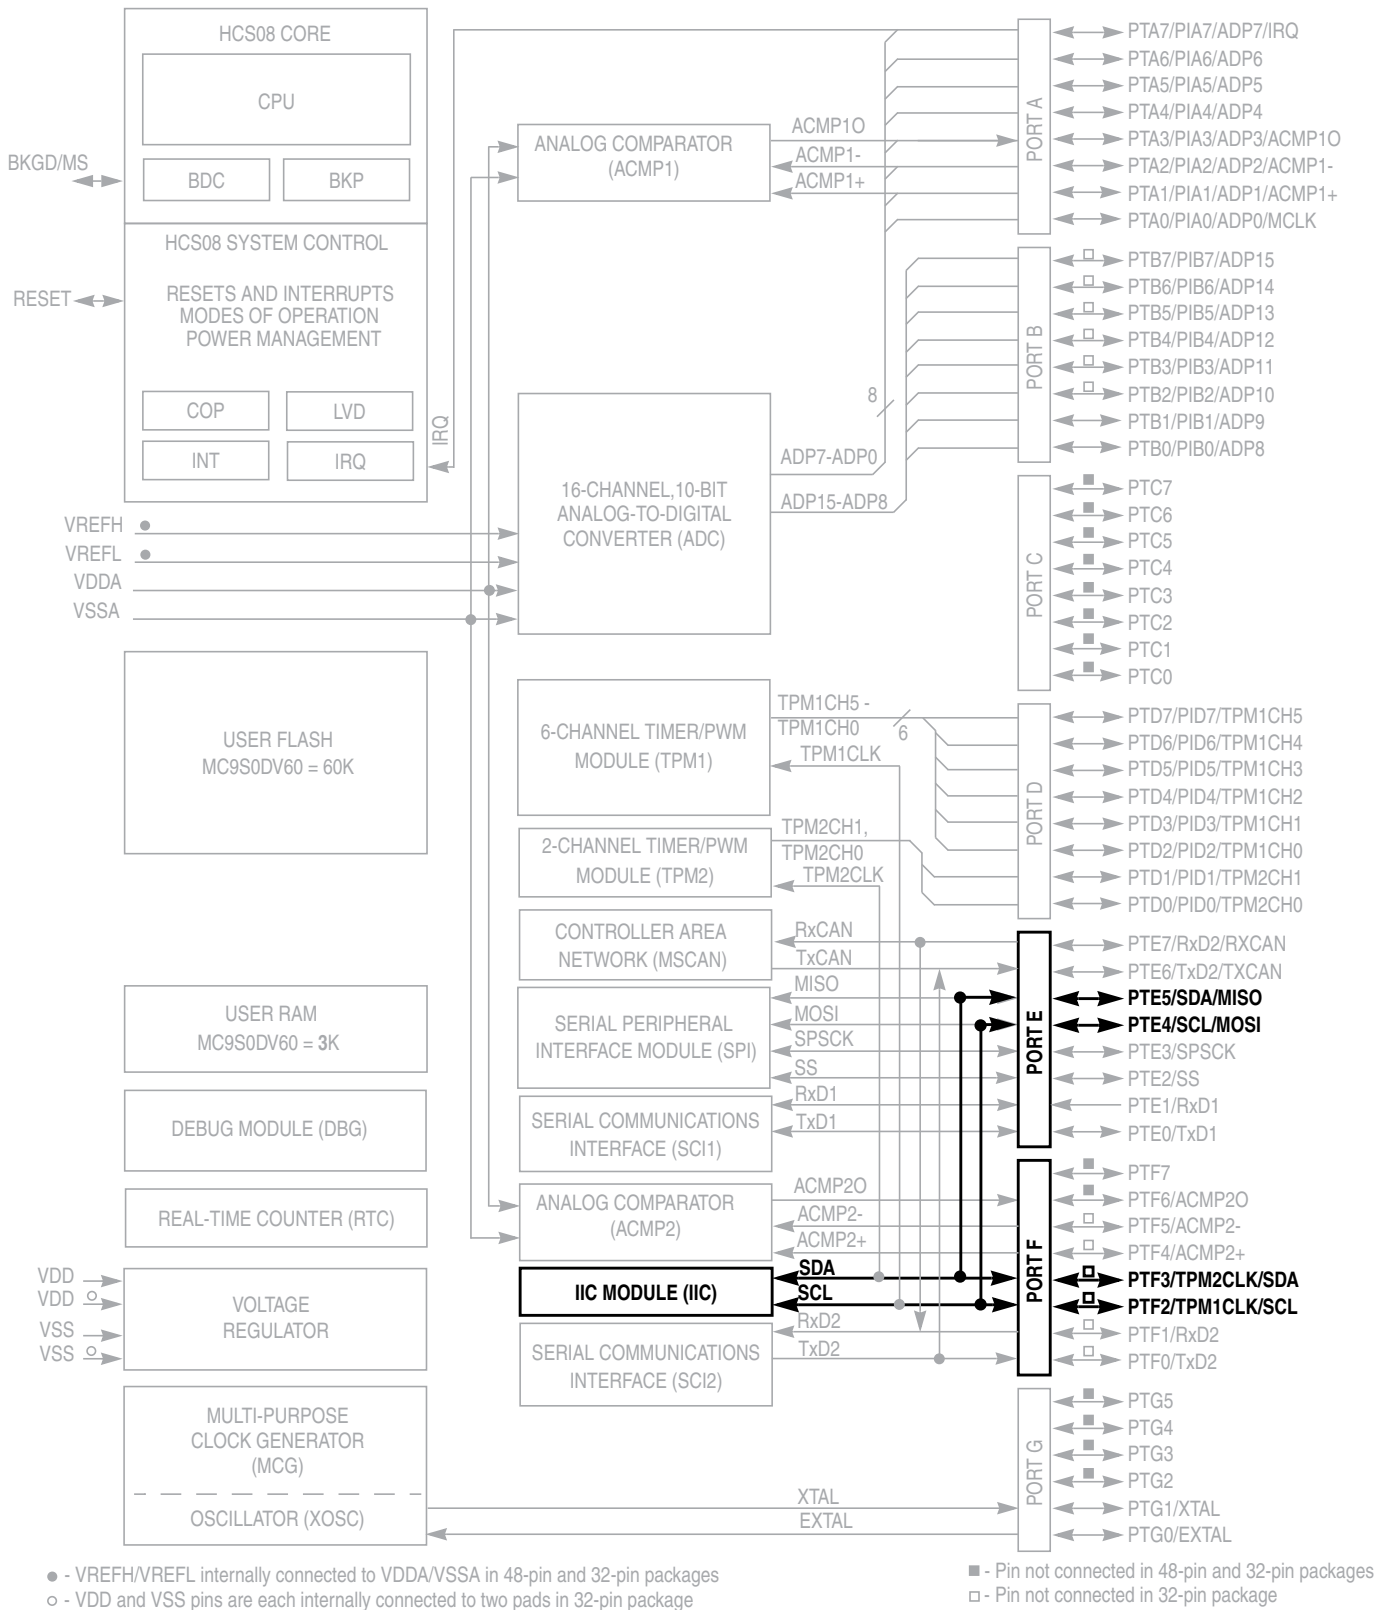 HCS08 CORE
CPU
BDC
BKP
BKGD/MS
HCS08 SYSTEM CONTROL
RESETS AND INTERRUPTS
MODES OF OPERATION
POWER MANAGEMENT
RESET
COP
LVD
INT
IRQ
IRQ
VREFH
VREFL
VDDA
VSSA
USER FLASH
MC9S0DV60 = 60K
USER RAM
MC9S0DV60 = 3K
DEBUG MODULE (DBG)
REAL-TIME COUNTER (RTC)
VDD
VDD
VSS
VSS
VOLTAGE
REGULATOR
MULTI-PURPOSE
CLOCK GENERATOR
(MCG)
OSCILLATOR (XOSC)
ANALOG COMPARATOR
(ACMP1)
ACMP1O
ACMP1-
ACMP1+
16-CHANNEL,10-BIT
ANALOG-TO-DIGITAL
CONVERTER (ADC)
8
ADP7-ADP0
ADP15-ADP8
6-CHANNEL TIMER/PWM
MODULE (TPM1)
TPM1CH5 -
TPM1CH0
6
TPM1CLK
2-CHANNEL TIMER/PWM
MODULE (TPM2)
TPM2CH1,
TPM2CH0
TPM2CLK
CONTROLLER AREA
NETWORK (MSCAN)
RxCAN
TxCAN
SERIAL PERIPHERAL
INTERFACE MODULE (SPI)
MISO
MOSI
SPSCK
SS
SERIAL COMMUNICATIONS
INTERFACE (SCI1)
RxD1
TxD1
ANALOG COMPARATOR
(ACMP2)
ACMP2O
ACMP2-
ACMP2+
IIC MODULE (IIC)
SDA
SCL
SERIAL COMMUNICATIONS
INTERFACE (SCI2)
RxD2
TxD2
XTAL
EXTAL
PORT A
PTA7/PIA7/ADP7/IRQ
PTA6/PIA6/ADP6
PTA5/PIA5/ADP5
PTA4/PIA4/ADP4
PTA3/PIA3/ADP3/ACMP1O
PTA2/PIA2/ADP2/ACMP1-
PTA1/PIA1/ADP1/ACMP1+
PTA0/PIA0/ADP0/MCLK
PORT B
PTB7/PIB7/ADP15
PTB6/PIB6/ADP14
PTB5/PIB5/ADP13
PTB4/PIB4/ADP12
PTB3/PIB3/ADP11
PTB2/PIB2/ADP10
PTB1/PIB1/ADP9
PTB0/PIB0/ADP8
PORT C
PTC7
PTC6
PTC5
PTC4
PTC3
PTC2
PTC1
PTC0
PORT D
PTD7/PID7/TPM1CH5
PTD6/PID6/TPM1CH4
PTD5/PID5/TPM1CH3
PTD4/PID4/TPM1CH2
PTD3/PID3/TPM1CH1
PTD2/PID2/TPM1CH0
PTD1/PID1/TPM2CH1
PTD0/PID0/TPM2CH0
PORT E
PTE7/RxD2/RXCAN
PTE6/TxD2/TXCAN
PTE5/SDA/MISO
PTE4/SCL/MOSI
PTE3/SPSCK
PTE2/SS
PTE1/RxD1
PTE0/TxD1
PORT F
PTF7
PTF6/ACMP2O
PTF5/ACMP2-
PTF4/ACMP2+
PTF3/TPM2CLK/SDA
PTF2/TPM1CLK/SCL
PTF1/RxD2
PTF0/TxD2
PORT G
PTG5
PTG4
PTG3
PTG2
PTG1/XTAL
PTG0/EXTAL
● - VREFH/VREFL internally connected to VDDA/VSSA in 48-pin and 32-pin packages
○ - VDD and VSS pins are each internally connected to two pads in 32-pin package
■ - Pin not connected in 48-pin and 32-pin packages
□ - Pin not connected in 32-pin package